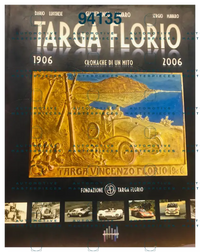 94135
TARGA FLORIO
1906 2006
CRONACHE DI UN MITO
TARGA VINCENZO FLORIO
FONDAZIONE TARGA FLORIO